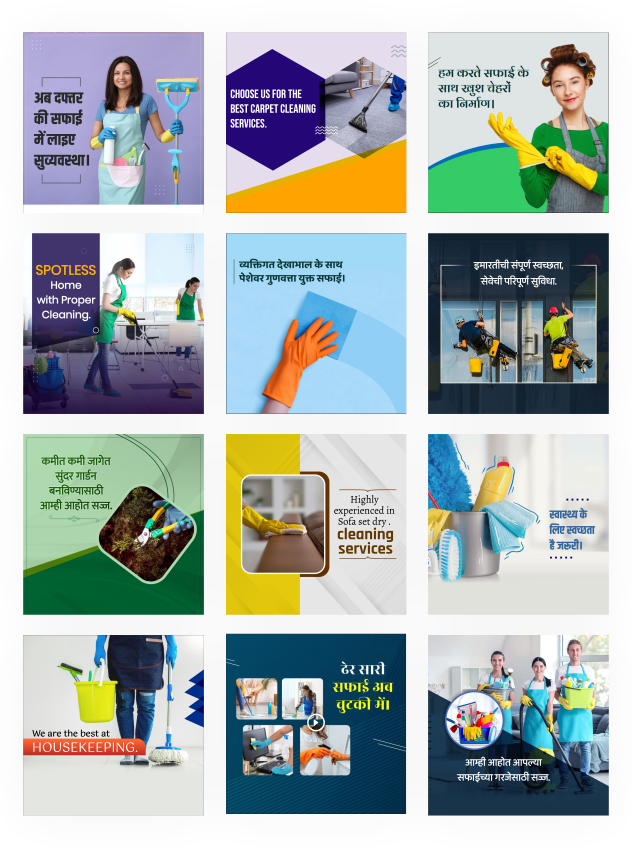 अब दफ्तर
की सफाई
में लाइए
सुव्यवस्था।
CHOOSE US FOR THE
BEST CARPET CLEANING
SERVICES.
हम करते सफाई के
साथ खुश चेहरों
का निर्माण।
SPOTLESS
Home
with Proper
Cleaning.
व्यक्तिगत देखाभाल के साथ
पेशेवर गुणवत्ता युक्त सफाई।
इमारतीची संपूर्ण स्वच्छता,
सेवेची परिपूर्ण सुविधा.
कमीत कमी जागेत
सुंदर गार्डन
बनविण्यासाठी
आम्ही आहोत सज्ज.
Highly
experienced in
Sofa set dry .
cleaning
services
स्वास्थ्य के
लिए स्वच्छता
है जरूरी।
We are the best at
HOUSEKEEPING.
ढेर सारी
सफाई अब
चुटकी में।
आम्ही आहोत आपल्या
सफाईच्या गरजेसाठी सज्ज.